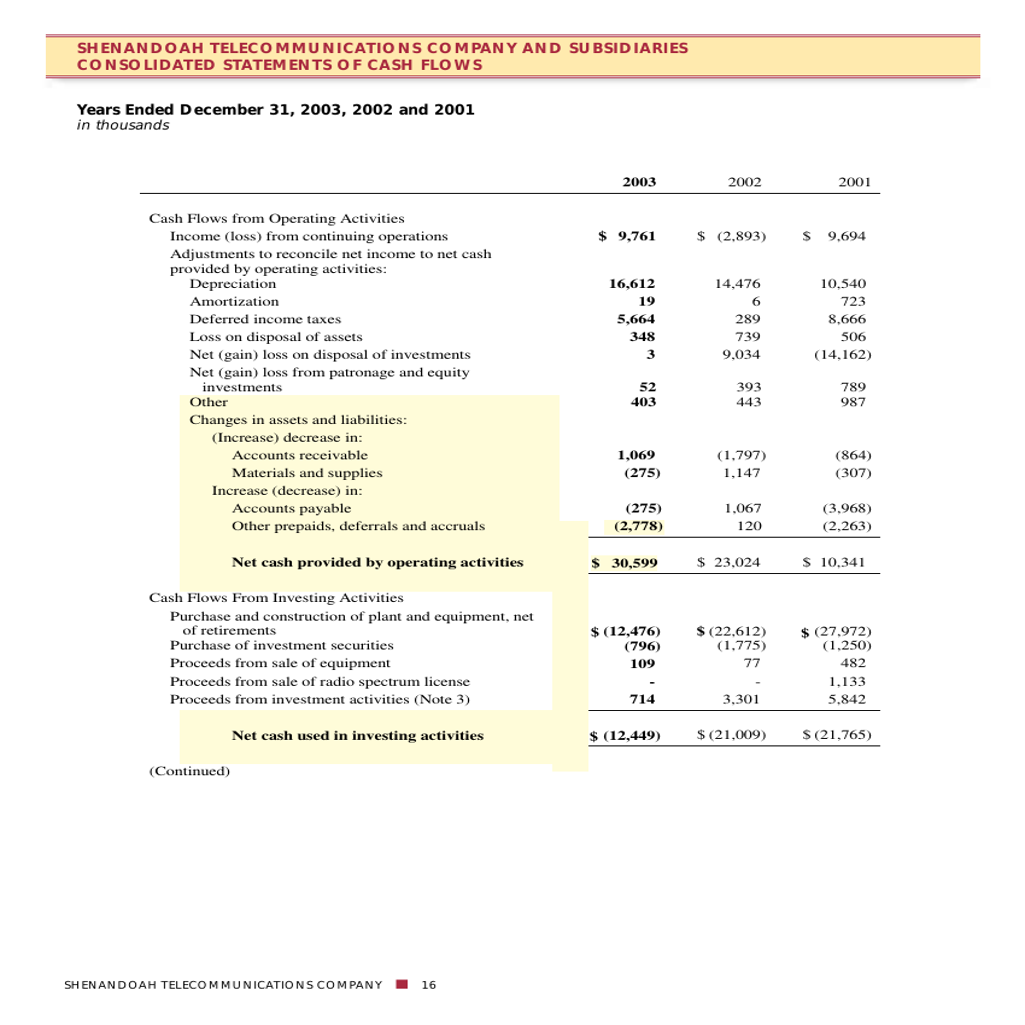 SHENANDOAH TELECOMMUNICATIONS COMPANY AND SUBSIDIARIES
CONSOLIDATED STATEMENTS OF CASH FLOWS
Years Ended December 31, 2003, 2002 and 2001
in thousands
2003 2002 2001
Cash Flows from Operating Activities
Income (loss) from continuing operations $ 9,761 $ (2,893) $ 9,694
Adjustments to reconcile net income to net cash
provided by operating activities:
Depreciation 16,612 14,476 10,540
Amortization 19 6 723
Deferred income taxes 5,664 289 8,666
Loss on disposal of assets 348 739 506
Net (gain) loss on disposal of investments 3 9,034 (14,162)
Net (gain) loss from patronage and equity
investments 52 393 789
Other 403 443 987
Changes in assets and liabilities:
(Increase) decrease in:
Accounts receivable 1,069 (1,797) (864)
Materials and supplies (275) 1,147 (307)
Increase (decrease) in:
Accounts payable (275) 1,067 (3,968)
Other prepaids, deferrals and accruals (2,778) 120 (2,263)
Net cash provided by operating activities $ 30,599 $ 23,024 $ 10,341
Cash Flows From Investing Activities
Purchase and construction of plant and equipment, net
of retirements $ (12,476) $ (22,612) $ (27,972)
Purchase of investment securities (796) (1,775) (1,250)
Proceeds from sale of equipment 109 77 482
Proceeds from sale of radio spectrum license - - 1,133
Proceeds from investment activities (Note 3) 714 3,301 5,842
Net cash used in investing activities $ (12,449) $ (21,009) $ (21,765)
(Continued)
SHENANDOAH TELECOMMUNICATIONS COMPANY 16